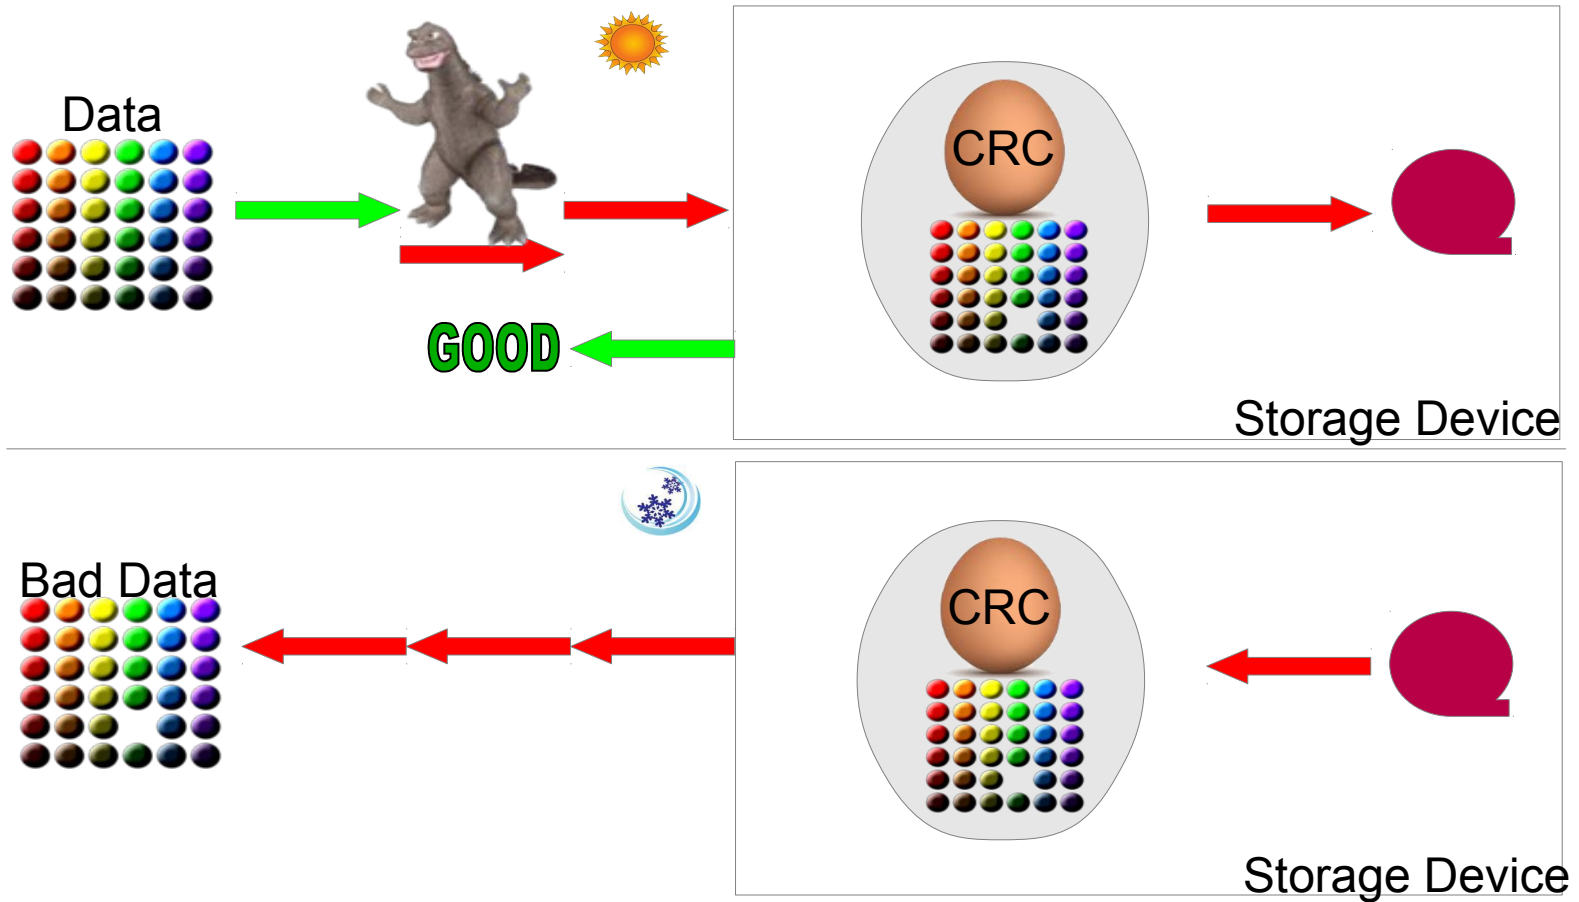 Data
CRC
GOOD
Storage Device
Bad Data
CRC
Storage Device